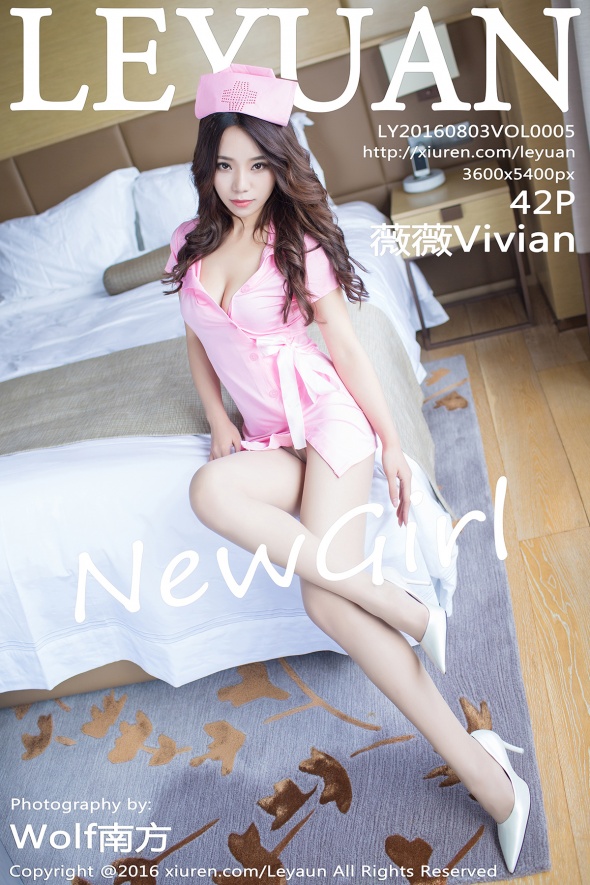 LEYUAN
LY20160803VOL0005
http://xiuren.com/leyuan
3600x5400px
42P
薇薇Vivian
NewGirl
Photography by:
Wolf南方
Copyright @2016 xiuren.com/Leyaun All Rights Reserved